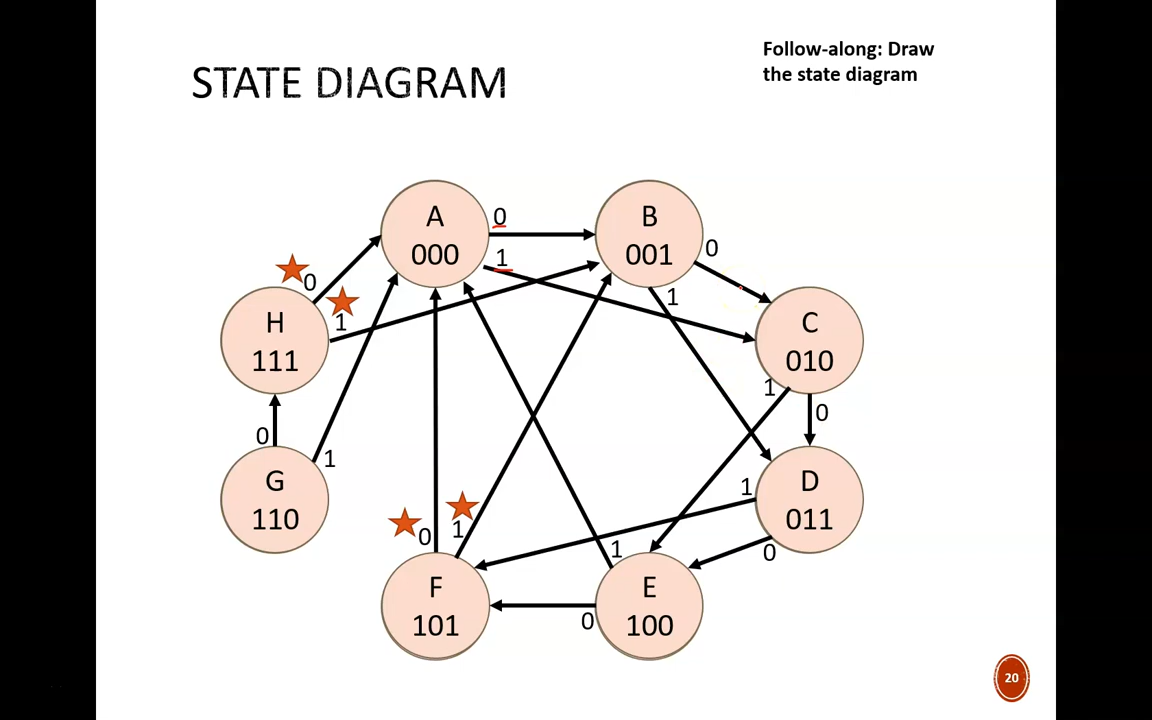 Follow-along: Draw
the state diagram
STATE DIAGRAM
A
000
0
1
B
001
0
1
H
111
0
1
C
010
1
0
G
110
0
1
D
011
1
0
F
101
0
1
E
100
1
0
20